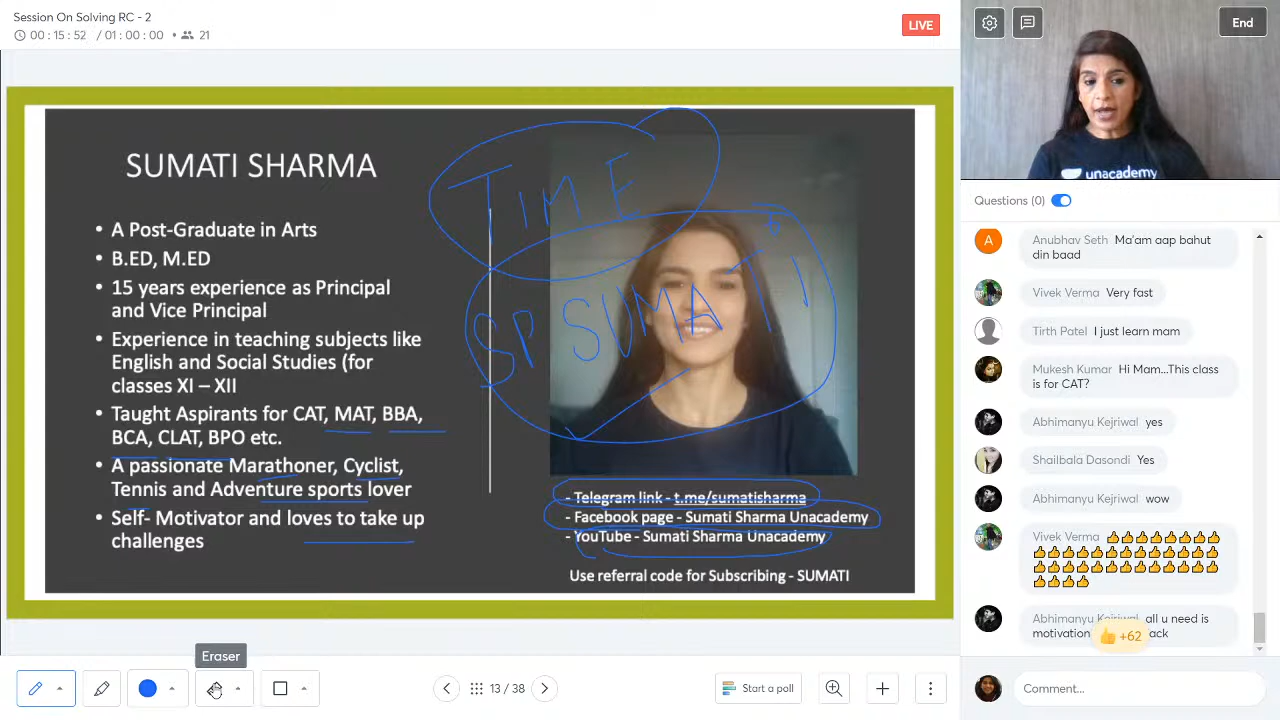 Session On Solving RC - 2
00 : 15 : 52 / 01 : 00 : 00 • 21
LIVE
End
SUMATI SHARMA
• A Post-Graduate in Arts
• B.ED, M.ED
• 15 years experience as Principal
and Vice Principal
• Experience in teaching subjects like
English and Social Studies (for
classes XI – XII
• Taught Aspirants for CAT, MAT, BBA,
BCA, CLAT, BPO etc.
• A passionate Marathoner, Cyclist,
Tennis and Adventure sports lover
• Self- Motivator and loves to take up
challenges
TIME
SPSUMATI
- Telegram link - t.me/sumatisharma
- Facebook page - Sumati Sharma Unacademy
- YouTube - Sumati Sharma Unacademy
Use referral code for Subscribing - SUMATI
unacademy
Questions (0)
A
Anubhav Seth Ma'am aap bahut
din baad
Vivek Verma Very fast
Tirth Patel I just learn mam
Mukesh Kumar Hi Mam...This class
is for CAT?
Abhimanyu Kejriwal yes
Shailbala Dasondi Yes
Abhimanyu Kejriwal wow
Vivek Verma 👍👍👍👍👍👍👍👍👍
Abhimanyu Kejriwal all u need is
motivation
+62
Eraser
13 / 38
Start a poll
Comment...